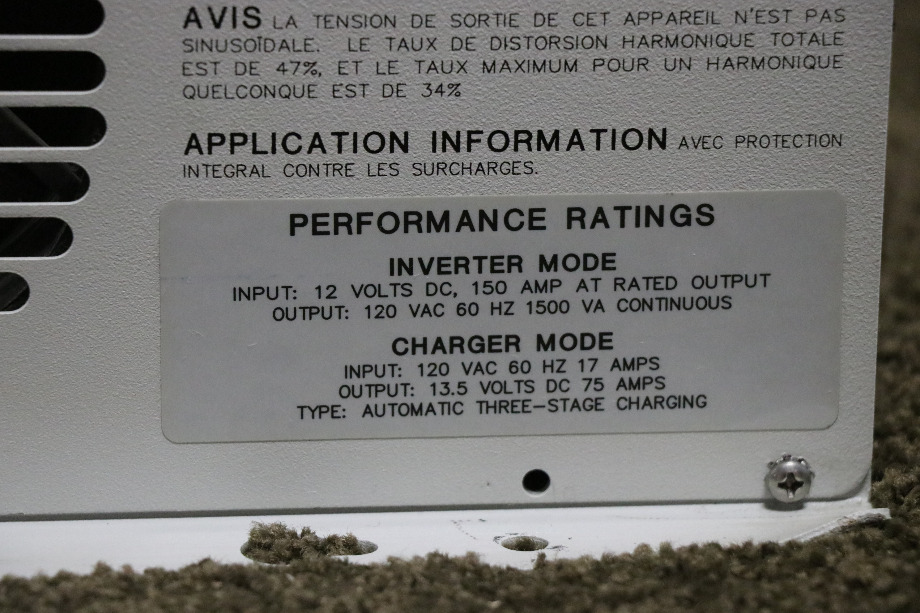 AVIS LA TENSION DE SORTIE DE CET APPAREIL N'EST PAS
SINUSOÏDALE. LE TAUX DE DISTORSION HARMONIQUE TOTALE
EST DE 47%, ET LE TAUX MAXIMUM POUR UN HARMONIQUE
QUELCONQUE EST DE 34%
APPLICATION INFORMATION AVEC PROTECTION
INTEGRAL CONTRE LES SURCHARGES.
PERFORMANCE RATINGS
INVERTER MODE
INPUT: 12 VOLTS DC, 150 AMP AT RATED OUTPUT
OUTPUT: 120 VAC 60 HZ 1500 VA CONTINUOUS
CHARGER MODE
INPUT: 120 VAC 60 HZ 17 AMPS
OUTPUT: 13.5 VOLTS DC 75 AMPS
TYPE: AUTOMATIC THREE-STAGE CHARGING